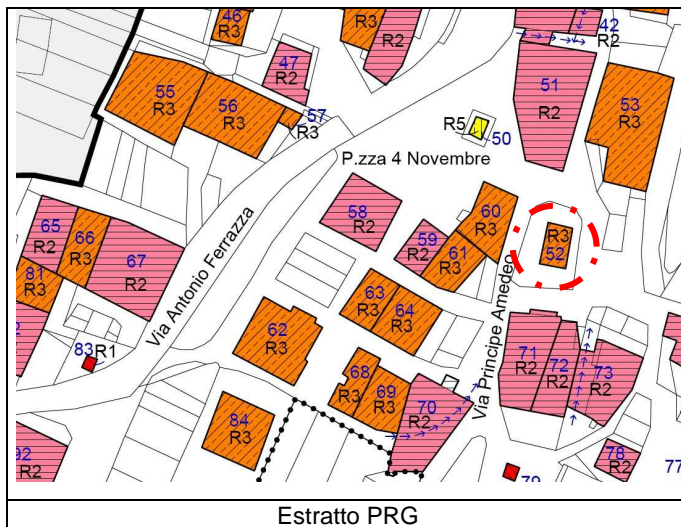 46
R3
R2
42
R2
47
R2
51
R2
55
R3
56
R3
57
R3
53
R3
R5
50
P.zza 4 Novembre
58
R2
60
R3
59
R2
61
R3
R3
52
65
R2
66
R3
67
R2
81
R3
Via Antonio Ferrazza
Via Principe Amedeo
63
R3
64
R3
62
R3
83
R1
71
R2
72
R2
73
R2
68
R3
69
R3
70
R2
84
R3
92
R2
78
R2
77
79
Estratto PRG